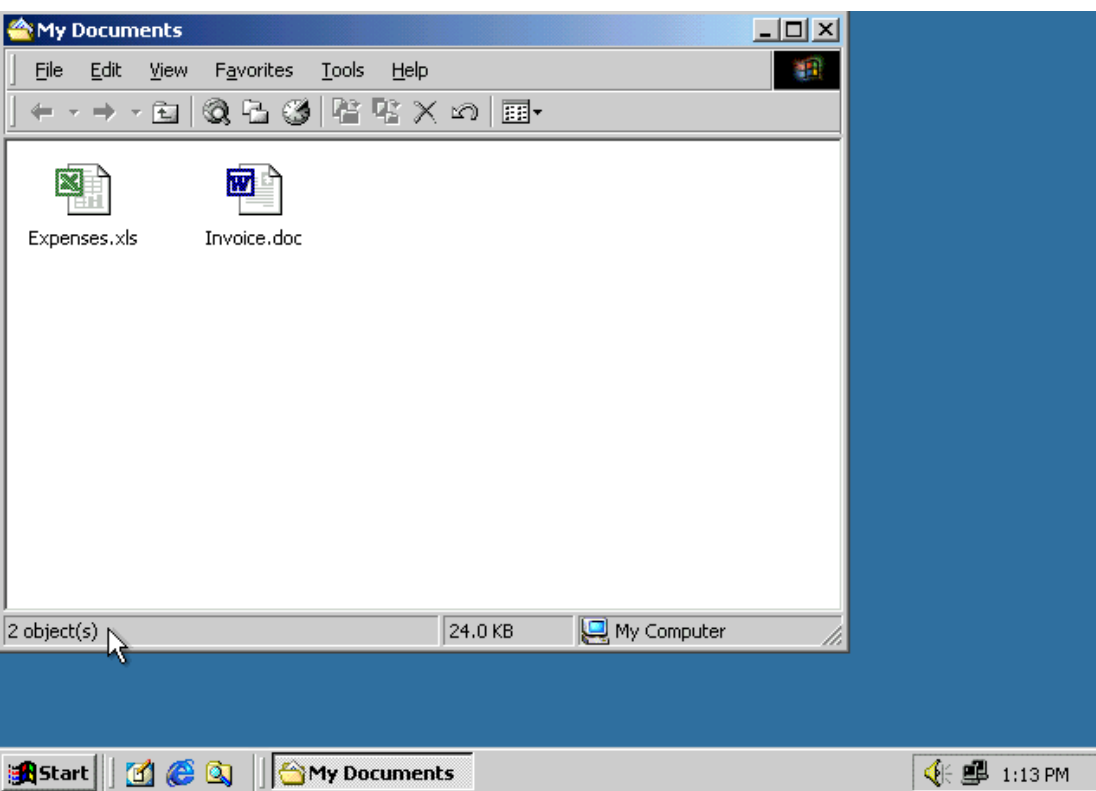 My Documents
File Edit View Favorites Tools Help
Expenses.xls Invoice.doc
2 object(s) 24.0 KB My Computer
Start My Documents 1:13 PM